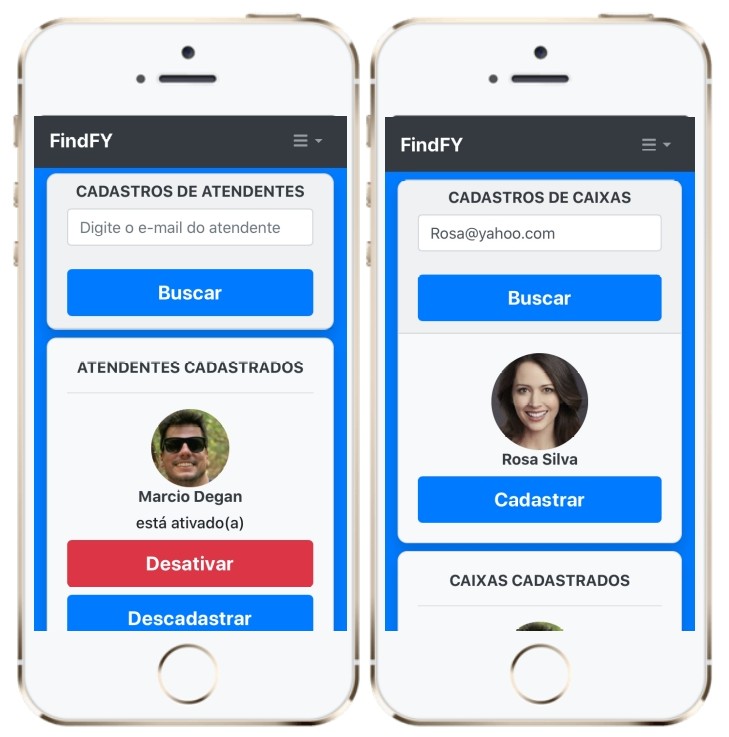 FindFY
CADASTROS DE ATENDENTES
Digite o e-mail do atendente
Buscar
ATENDENTES CADASTRADOS
Marcio Degan
está ativado(a)
Desativar
Descadastrar
FindFY
CADASTROS DE CAIXAS
Rosa@yahoo.com
Buscar
Rosa Silva
Cadastrar
CAIXAS CADASTRADOS